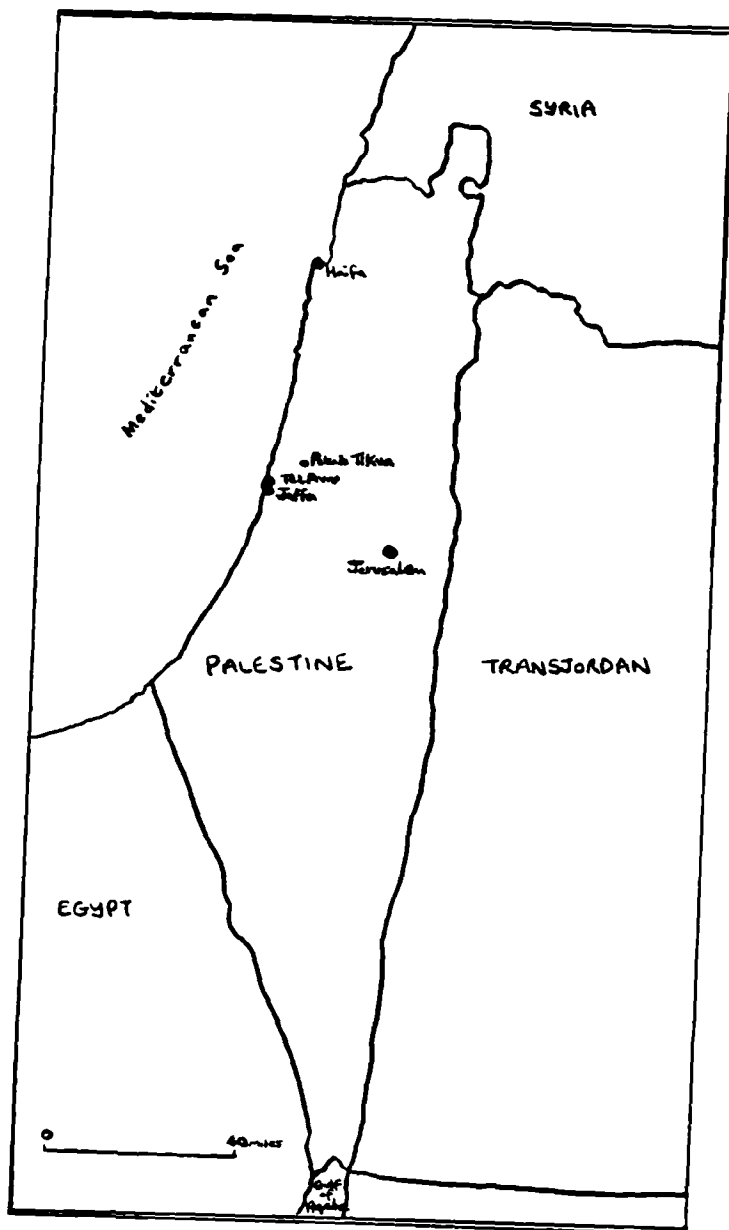 SYRIA
Mediterranean Sea
Haifa
Petah Tikva
Tel Aviv
Jaffa
Jerusalem
PALESTINE
TRANSJORDAN
EGYPT
0
40 miles
Gulf
of
Aqaba